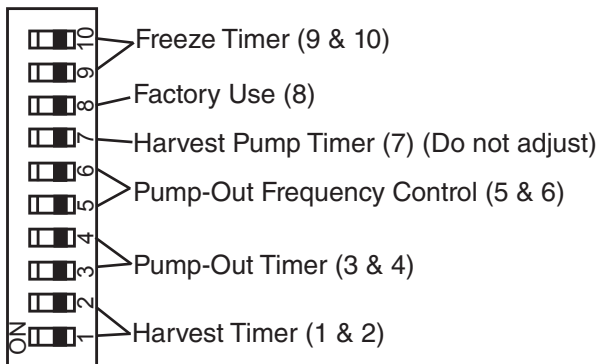 10 Freeze Timer (9 & 10)
9
8 Factory Use (8)
7 Harvest Pump Timer (7) (Do not adjust)
6
5 Pump-Out Frequency Control (5 & 6)
4
3 Pump-Out Timer (3 & 4)
2
ON 1 Harvest Timer (1 & 2)